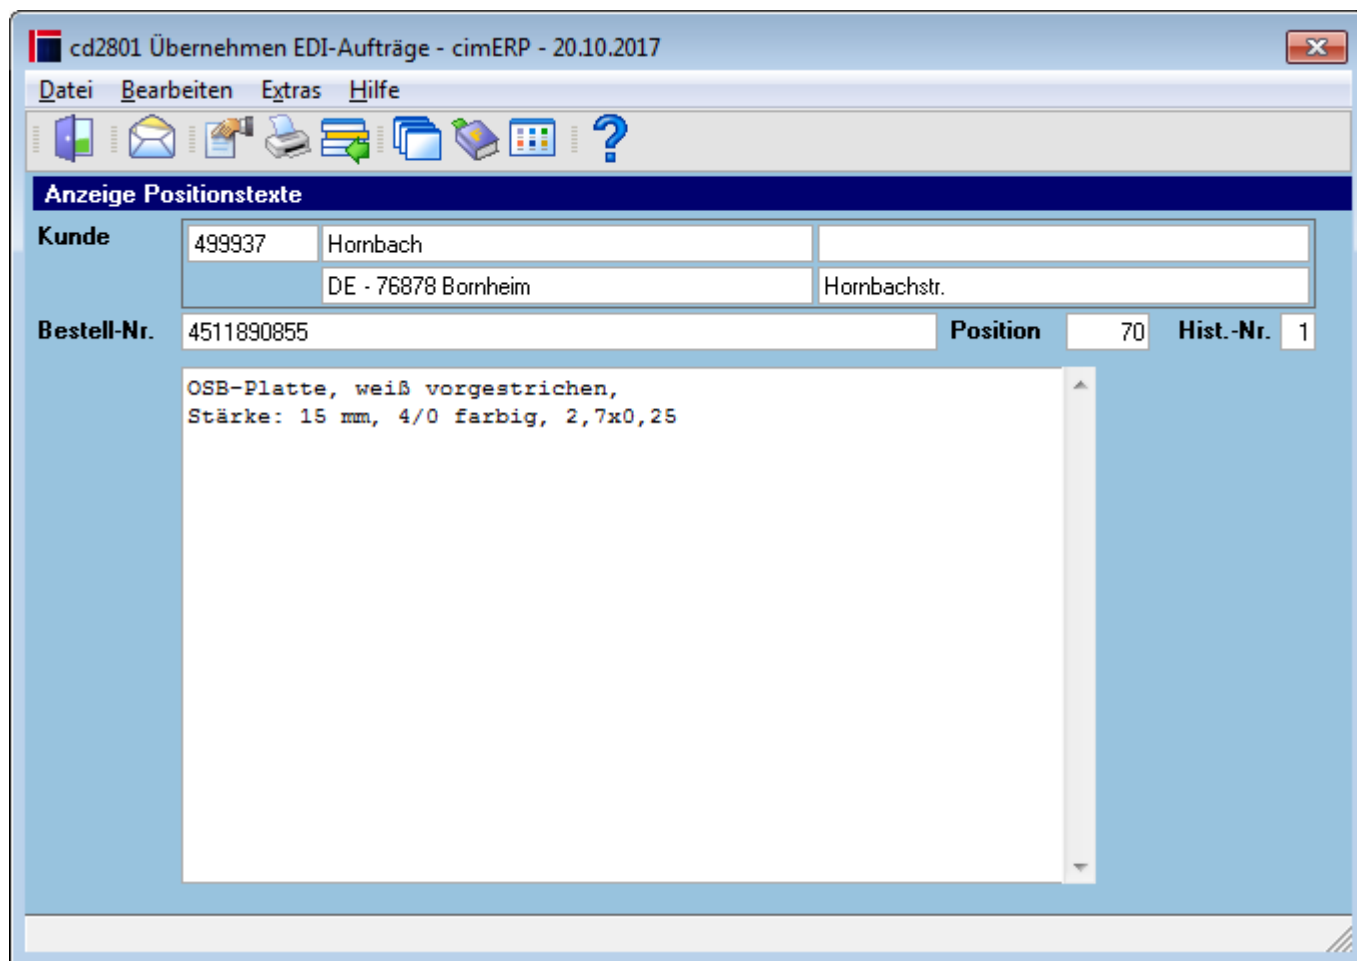 cd2801 Übernehmen EDI-Aufträge - cimERP - 20.10.2017
Datei Bearbeiten Extras Hilfe
Anzeige Positionstexte
Kunde 499937 Hornbach
DE - 76878 Bornheim Hornbachstr.
Bestell-Nr. 4511890855 Position 70 Hist.-Nr. 1
OSB-Platte, weiß vorgestrichen,
Stärke: 15 mm, 4/0 farbig, 2,7x0,25